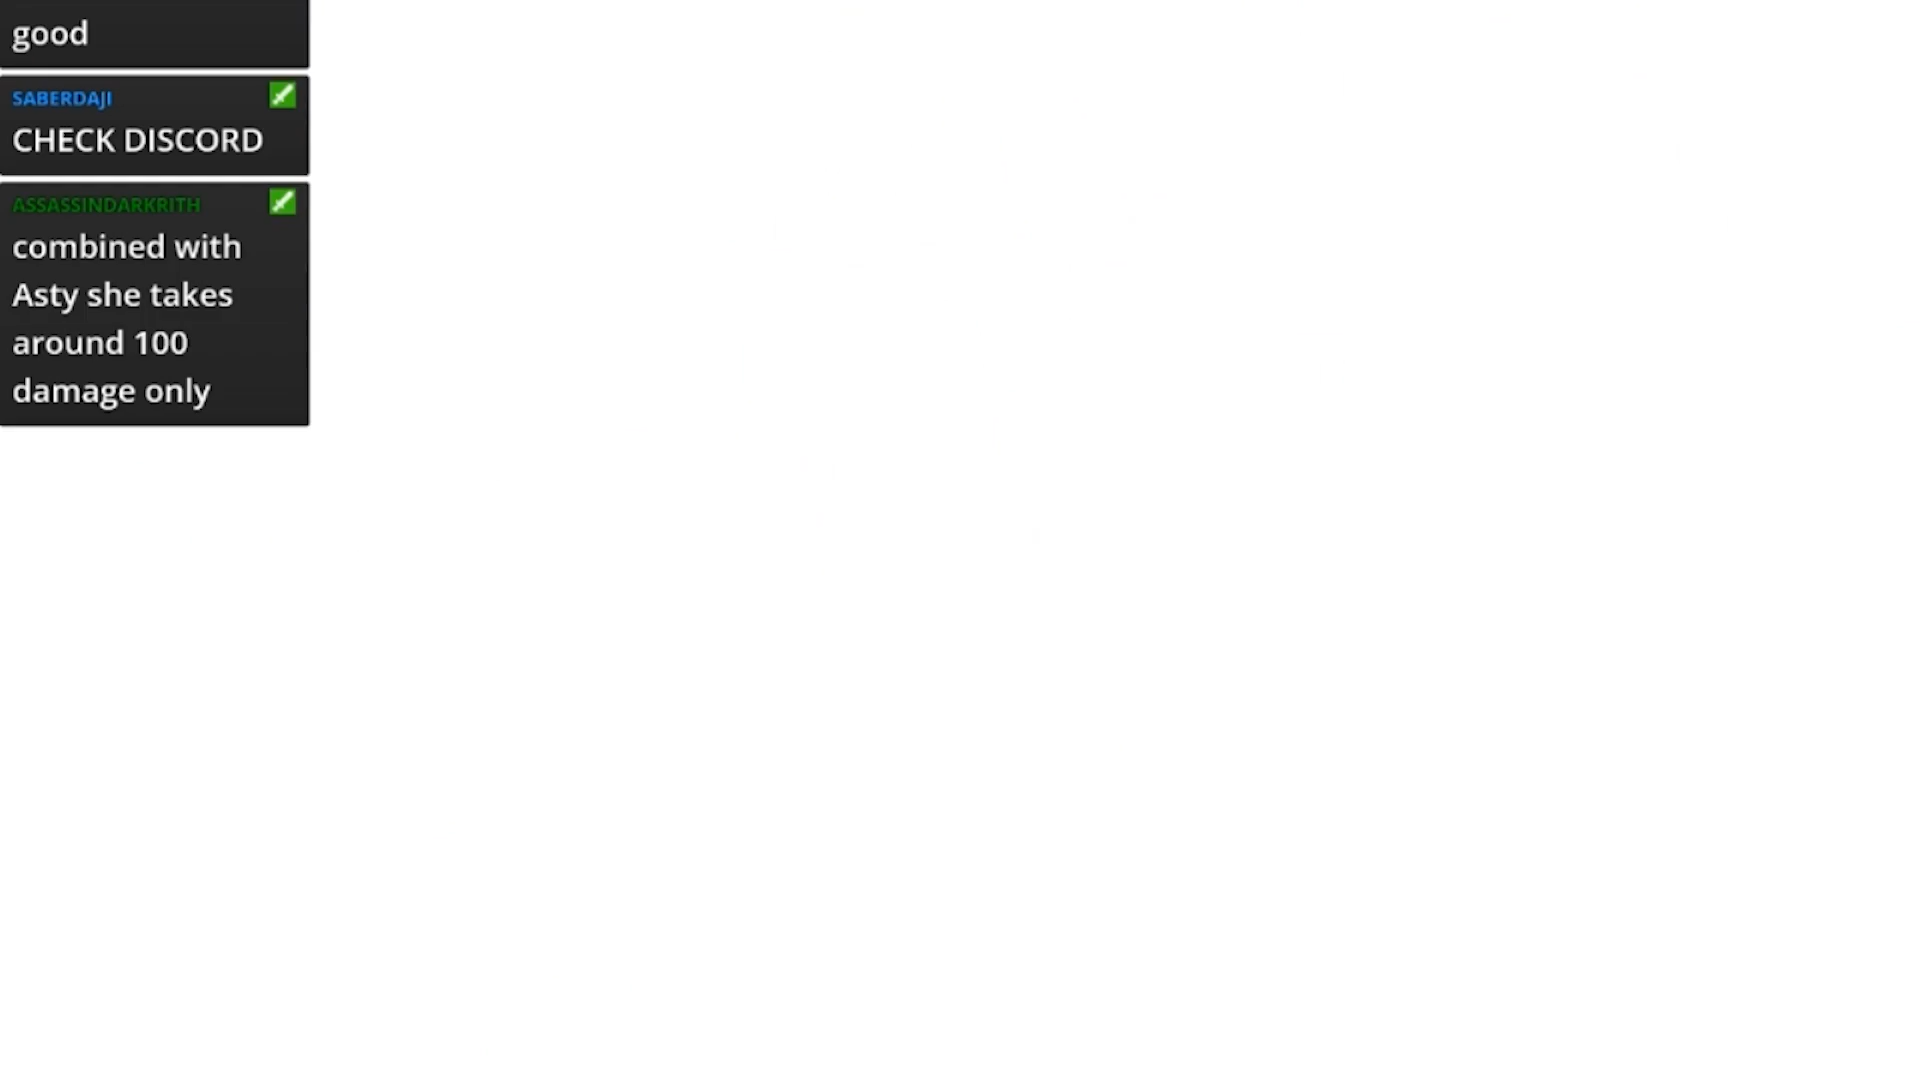 good
SABERDAJI
CHECK DISCORD
ASSASSINDARKRITH
combined with
Asty she takes
around 100
damage only